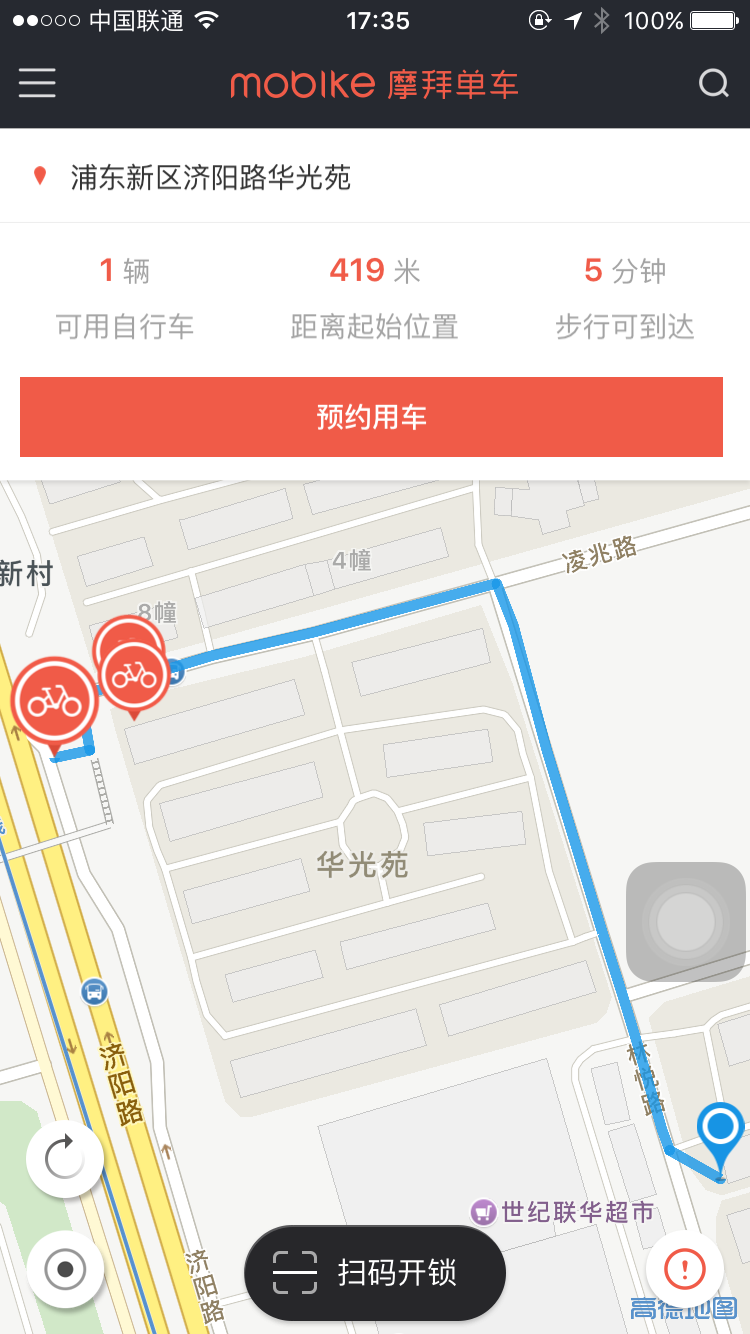 中国联通 17:35 100%
mobike 摩拜单车
浦东新区济阳路华光苑
1 辆 419 米 5 分钟
可用自行车 距离起始位置 步行可到达
预约用车
凌兆路
4幢
新村
8幢
华光苑
济阳路
林悦路
世纪联华超市
济阳路
扫码开锁
高德地图